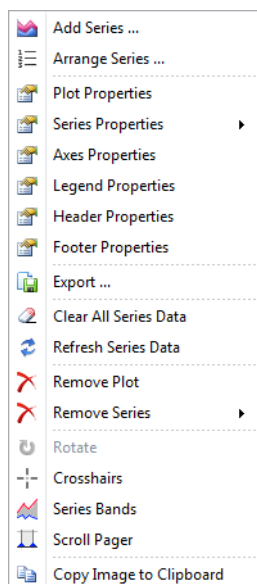 Add Series ...
Arrange Series ...
Plot Properties
Series Properties
Axes Properties
Legend Properties
Header Properties
Footer Properties
Export ...
Clear All Series Data
Refresh Series Data
Remove Plot
Remove Series
Rotate
Crosshairs
Series Bands
Scroll Pager
Copy Image to Clipboard